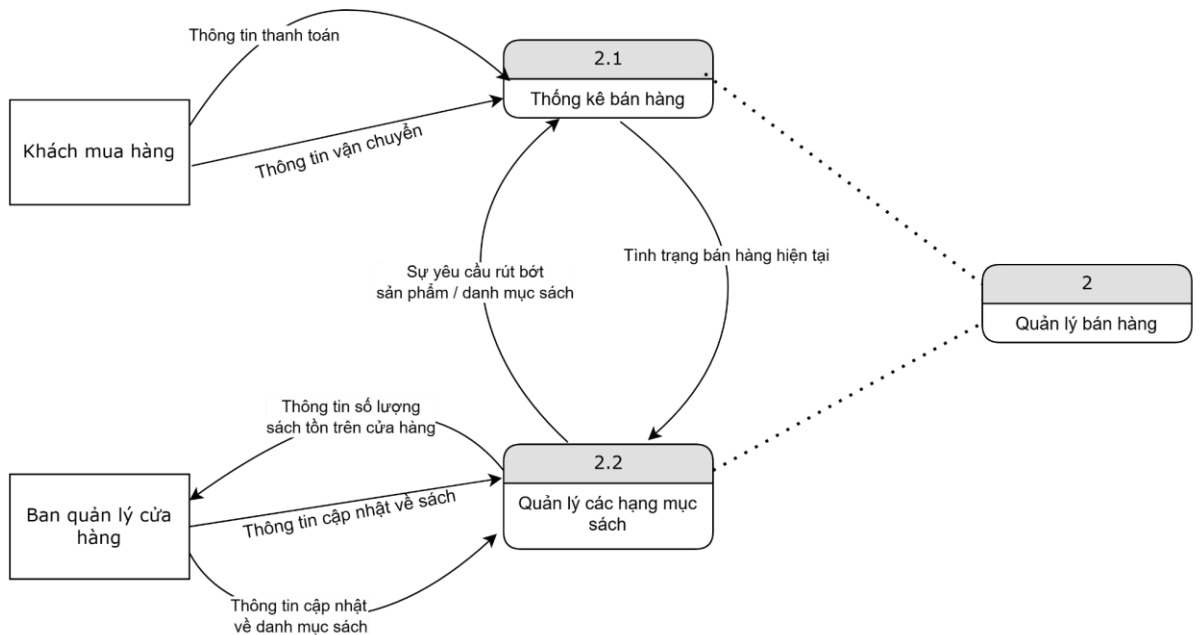 Thông tin thanh toán
2.1
Thống kê bán hàng
Khách mua hàng
Thông tin vận chuyển
Sự yêu cầu rút bớt
sản phẩm / danh mục sách
Tình trạng bán hàng hiện tại
2
Quản lý bán hàng
Thông tin số lượng
sách tồn trên cửa hàng
2.2
Quản lý các hạng mục
sách
Ban quản lý cửa
hàng
Thông tin cập nhật về sách
Thông tin cập nhật
về danh mục sách